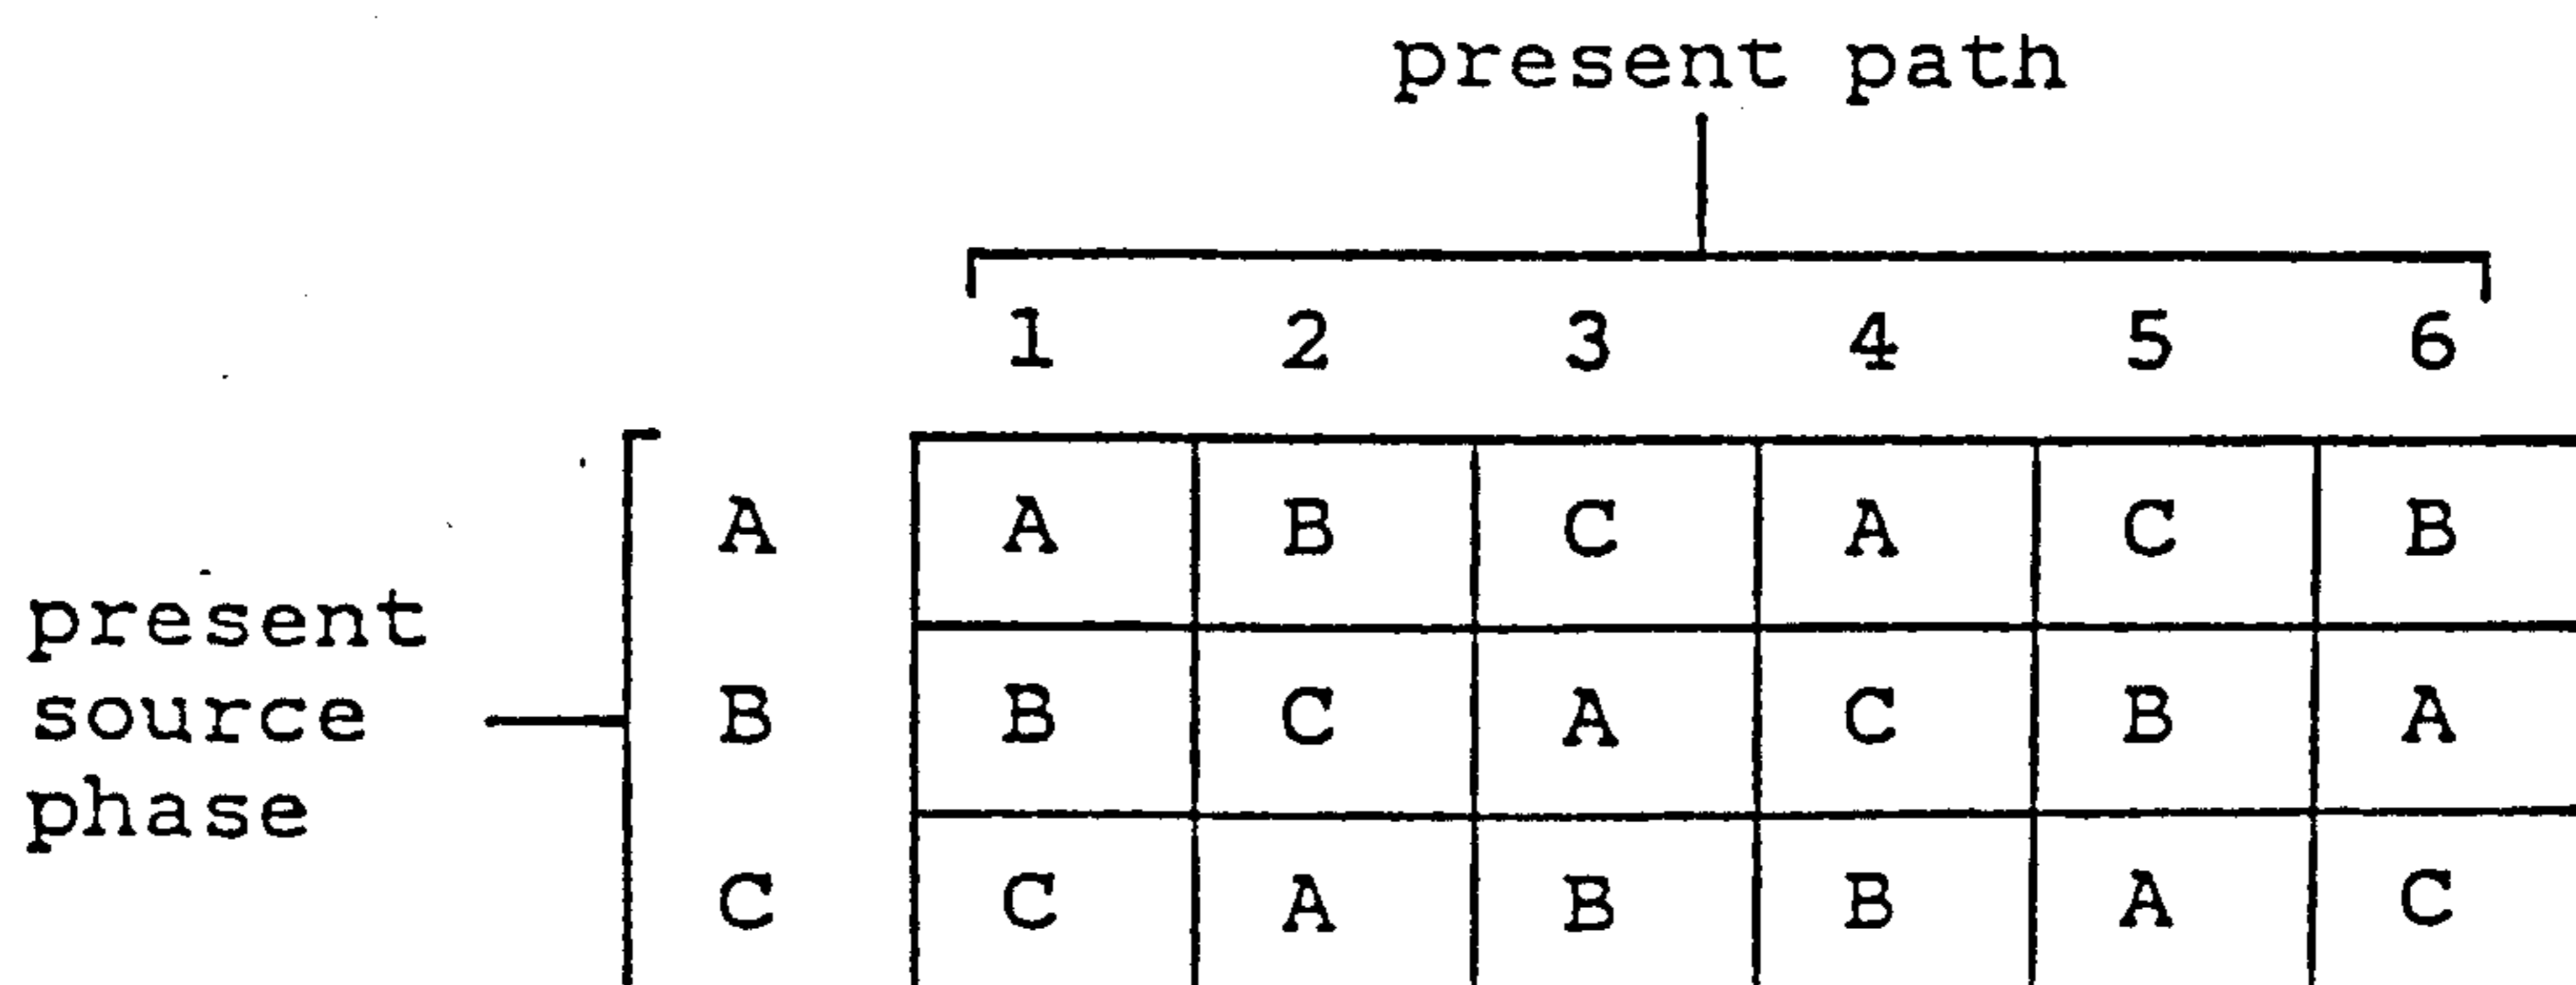 present path
1 2 3 4 5 6
A A B C A C B
present
source
phase
B B C A C B A
C C A B B A C